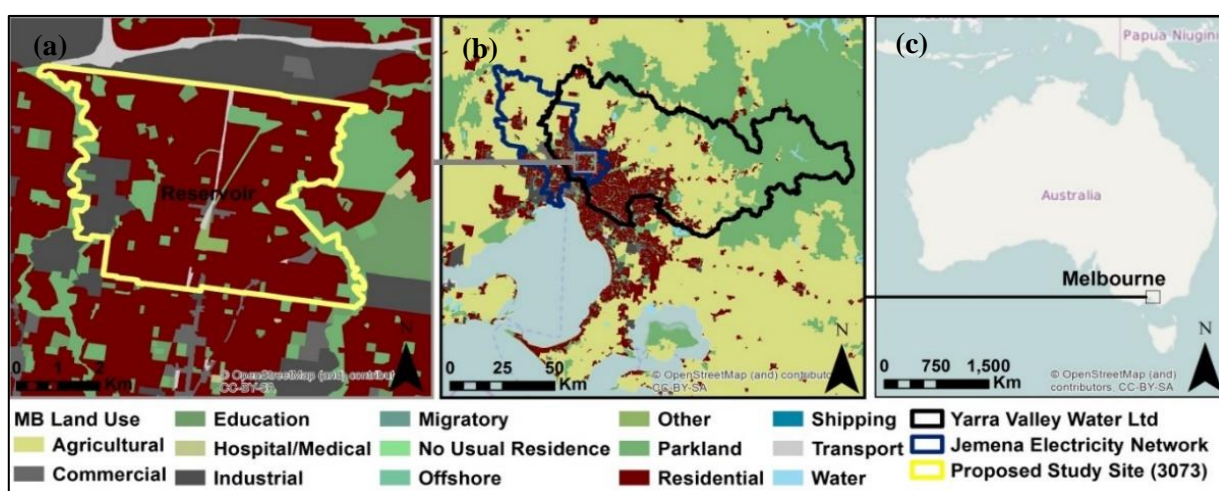 (a)
Reservoir
N
0 1 2
Km
© OpenStreetMap (and) contributors
CC-BY-SA
(b)
N
0 25 50
Km
© OpenStreetMap (and) contributors
CC-BY-SA
(c)
Papua Niugini
Australia
Melbourne
N
0 750 1,500
Km
© OpenStreetMap (and)
contributors, CC-BY-SA
MB Land Use
Agricultural
Commercial
Education
Hospital/Medical
Industrial
Migratory
No Usual Residence
Offshore
Other
Parkland
Residential
Shipping
Transport
Water
Yarra Valley Water Ltd
Jemena Electricity Network
Proposed Study Site (3073)